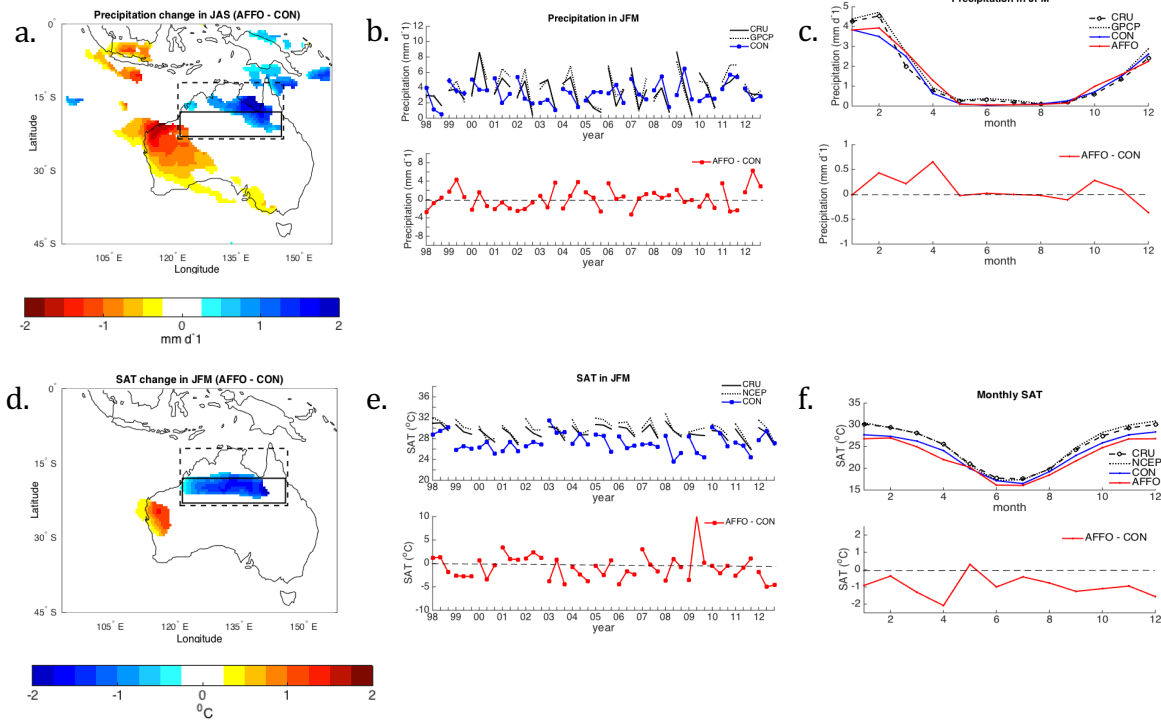 a.
Precipitation change in JAS (AFFO - CON)
0°
15° S
30° S
45° S
Latitude
105° E 120° E 135° E 150° E
Longitude
-2 -1 0 1 2
mm d⁻1
b.
Precipitation in JFM
CRU
GPCP
CON
12
10
8
6
4
2
0
Precipitation (mm d⁻¹)
98 99 00 01 02 03 04 05 06 07 08 09 10 11 12
year
AFFO - CON
8
4
0
-4
-8
Precipitation (mm d⁻¹)
98 99 00 01 02 03 04 05 06 07 08 09 10 11 12
year
c.
Precipitation in JFM
CRU
GPCP
CON
AFFO
5
4
3
2
1
0
Precipitation (mm d⁻¹)
2 4 6 8 10 12
month
AFFO - CON
1
0.5
0
-0.5
-1
Precipitation (mm d⁻¹)
2 4 6 8 10 12
month
d.
SAT change in JFM (AFFO - CON)
0°
15° S
30° S
45° S
Latitude
105° E 120° E 135° E 150° E
Longitude
-2 -1 0 1 2
⁰C
e.
SAT in JFM
CRU
NCEP
CON
36
32
28
24
20
16
SAT (⁰C)
98 99 00 01 02 03 04 05 06 07 08 09 10 11 12
year
AFFO - CON
10
5
0
-5
-10
SAT (⁰C)
98 99 00 01 02 03 04 05 06 07 08 09 10 11 12
year
f.
Monthly SAT
CRU
NCEP
CON
AFFO
35
30
25
20
15
SAT (⁰C)
2 4 6 8 10 12
month
AFFO - CON
2
1
0
-1
-2
SAT (⁰C)
2 4 6 8 10 12
month